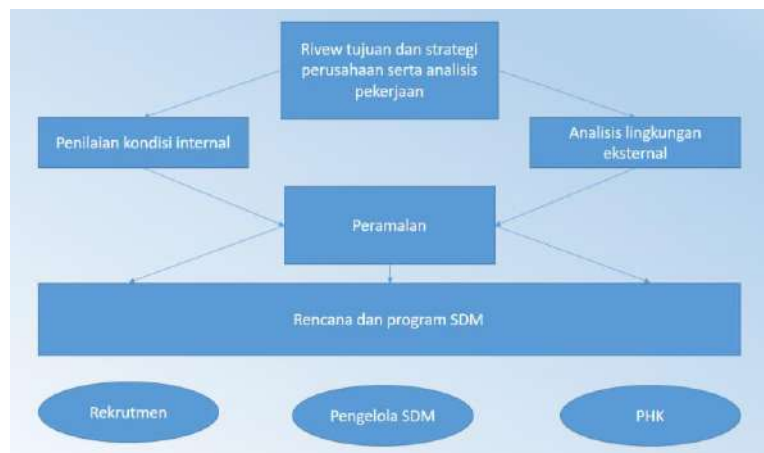 Rivew tujuan dan strategi
perusahaan serta analisis
pekerjaan
Penilaian kondisi internal
Analisis lingkungan
eksternal
Peramalan
Rencana dan program SDM
Rekrutmen
Pengelola SDM
PHK